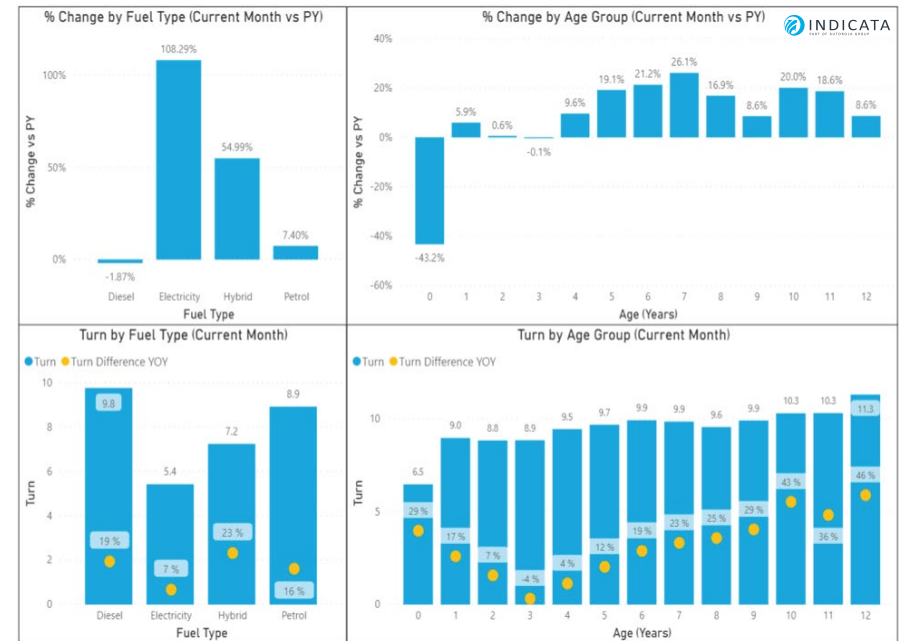 % Change by Fuel Type (Current Month vs PY)
108.29%
100%
54.99%
50%
7.40%
0%
-1.87%
% Change vs PY
Diesel Electricity Hybrid Petrol
Fuel Type
% Change by Age Group (Current Month vs PY)
INDICATA
PART OF AUTOROLA GROUP
40%
26.1%
19.1% 21.2% 16.9% 20.0% 18.6%
20%
5.9% 0.6% 9.6% 8.6% 8.6%
0%
-0.1%
-20%
-40%
-43.2%
-60%
% Change vs PY
0 1 2 3 4 5 6 7 8 9 10 11 12
Age (Years)
Turn by Fuel Type (Current Month)
Turn Turn Difference YOY
10
9.8 8.9
8
7.2
6
5.4
4
19 % 23 %
2
7 % 16 %
0
Turn
Diesel Electricity Hybrid Petrol
Fuel Type
Turn by Age Group (Current Month)
Turn Turn Difference YOY
6.5 9.0 8.8 8.9 9.5 9.7 9.9 9.9 9.6 9.9 10.3 10.3 11.3
10
5
29 % 17 % 7 % -4 % 4 % 12 % 19 % 23 % 25 % 29 % 43 % 36 % 46 %
0
Turn
0 1 2 3 4 5 6 7 8 9 10 11 12
Age (Years)